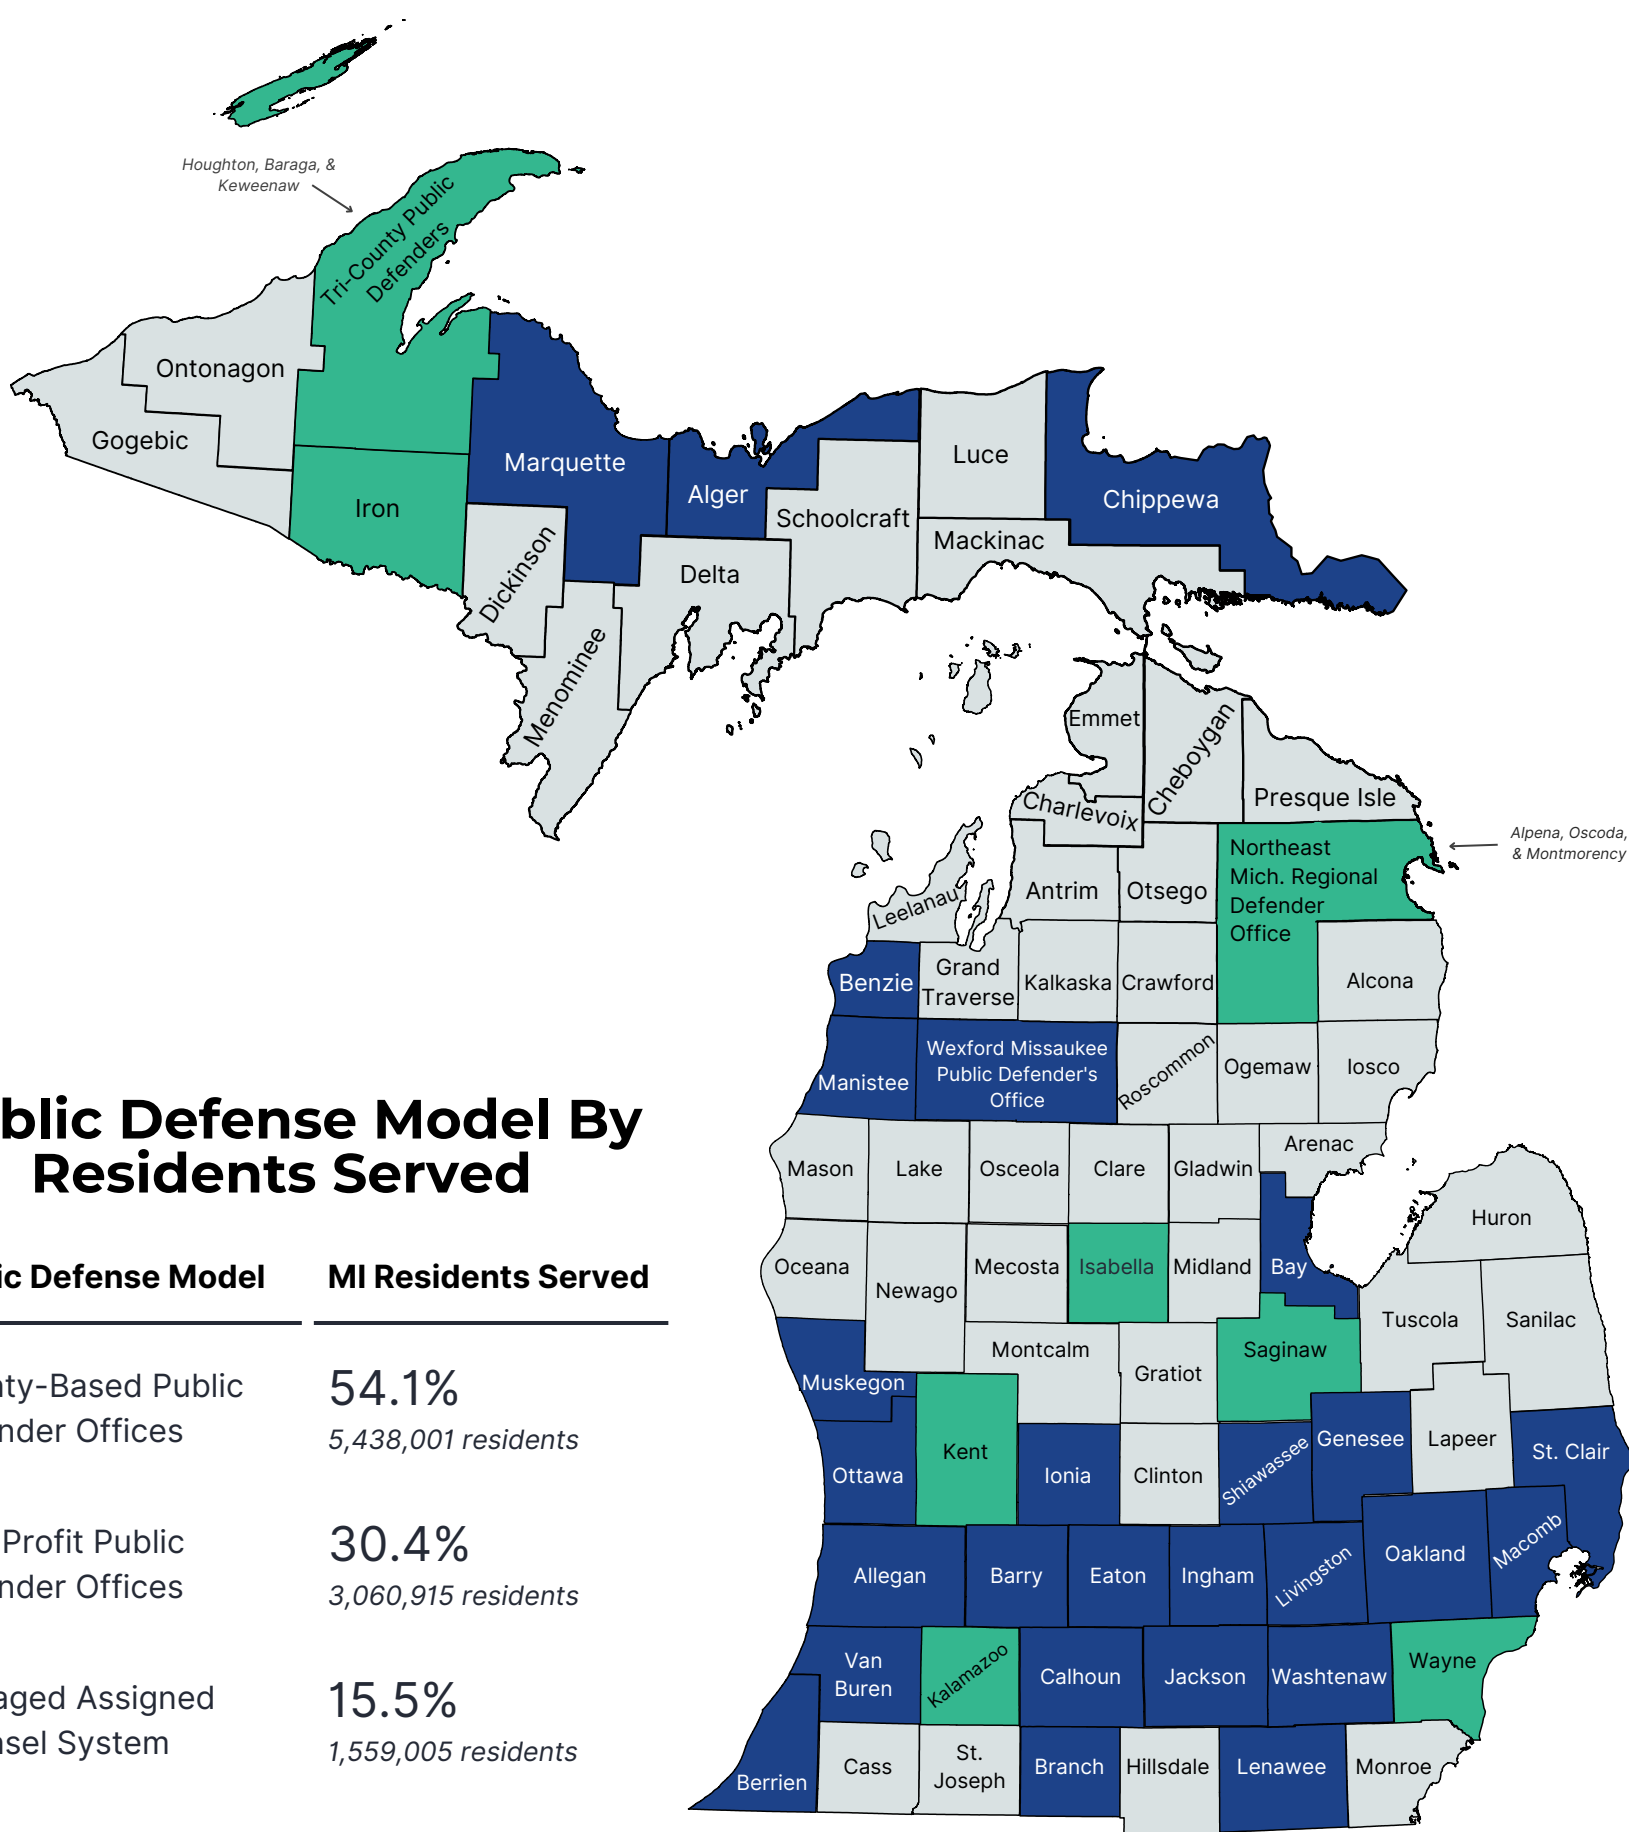 Houghton, Baraga, &
Keweenaw
Tri-County Public
Defenders
Ontonagon
Gogebic
Iron
Marquette
Alger
Luce
Chippewa
Schoolcraft
Mackinac
Dickinson
Delta
Menominee
Emmet
Cheboygan
Presque Isle
Charlevoix
Alpena, Oscoda,
& Montmorency
Northeast
Mich. Regional
Defender
Office
Antrim
Otsego
Leelanau
Benzie
Grand
Traverse
Kalkaska
Crawford
Alcona
Manistee
Wexford Missaukee
Public Defender's
Office
Roscommon
Ogemaw
Iosco
blic Defense Model By
Residents Served
Mason
Lake
Osceola
Clare
Gladwin
Arenac
Huron
Oceana
Newago
Mecosta
Isabella
Midland
Bay
Tuscola
Sanilac
ic Defense Model
MI Residents Served
Montcalm
Gratiot
Saginaw
Muskegon
nty-Based Public
nder Offices
54.1%
5,438,001 residents
Kent
Ottawa
Ionia
Clinton
Shiawassee
Genesee
Lapeer
St. Clair
Profit Public
nder Offices
30.4%
3,060,915 residents
Allegan
Barry
Eaton
Ingham
Livingston
Oakland
Macomb
Van
Buren
Kalamazoo
Calhoun
Jackson
Washtenaw
Wayne
aged Assigned
nsel System
15.5%
1,559,005 residents
Berrien
Cass
St.
Joseph
Branch
Hillsdale
Lenawee
Monroe